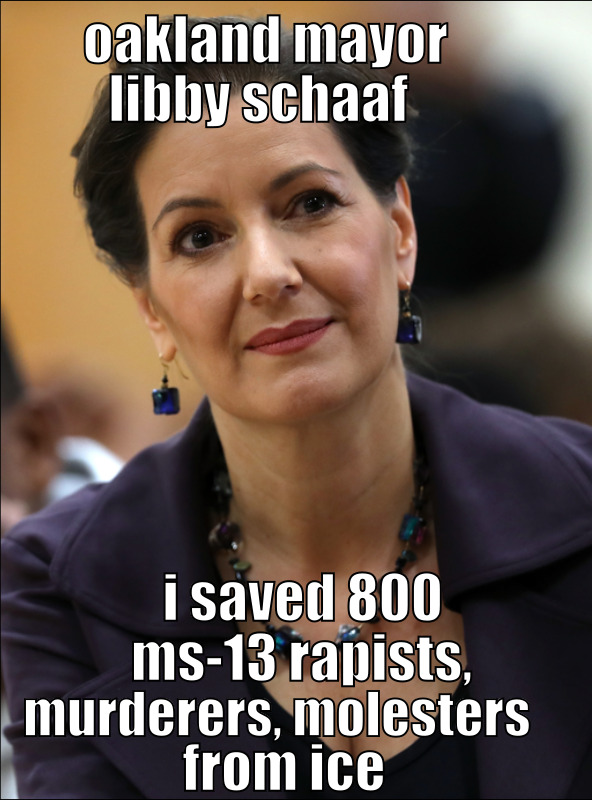 oakland mayor
libby schaaf
i saved 800
ms-13 rapists,
murderers, molesters
from ice